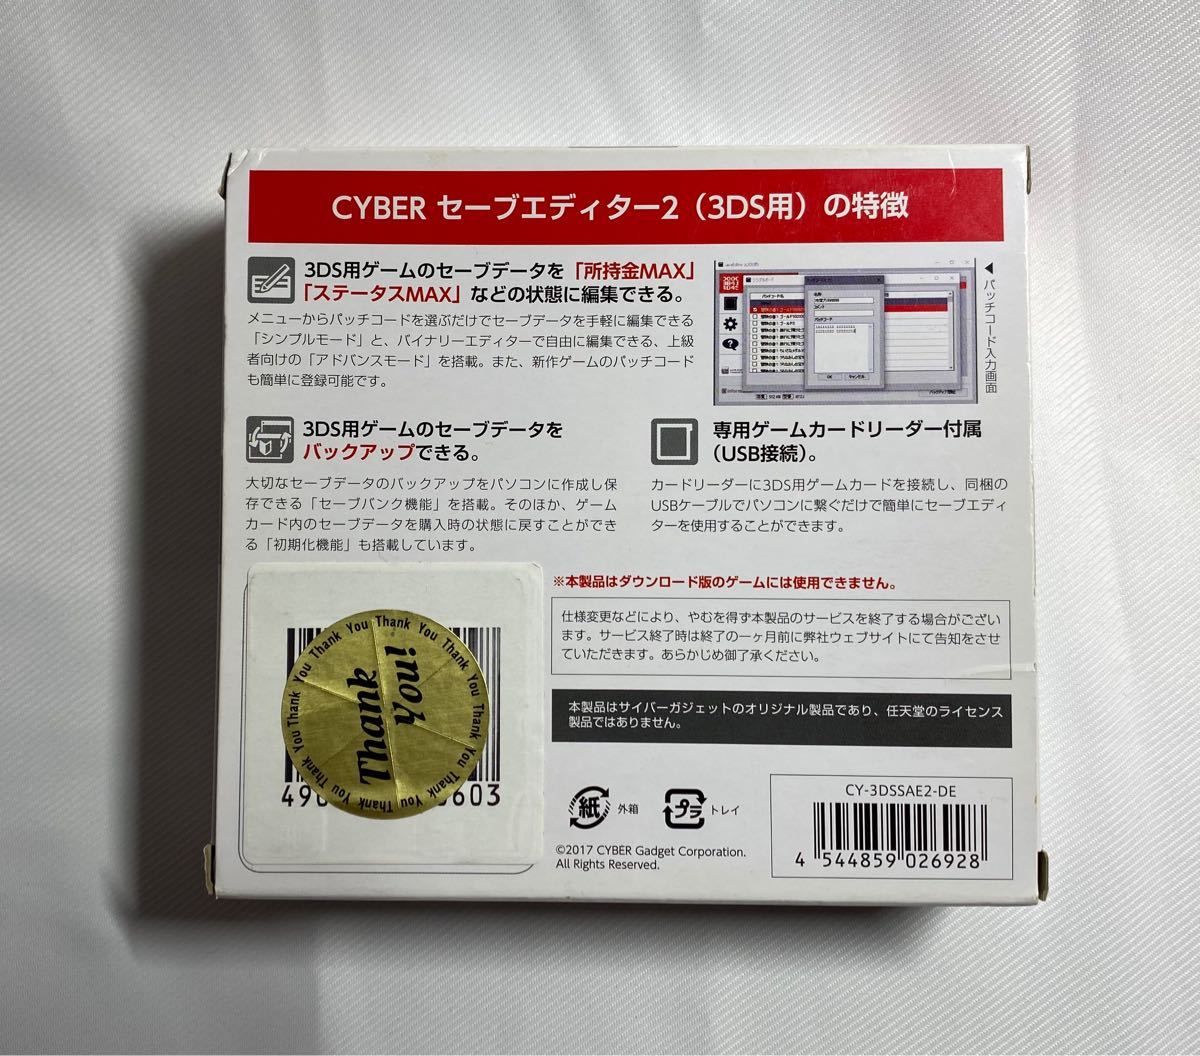 CYBER セーブエディター2（3DS用）の特徴
3DS用ゲームのセーブデータを「所持金MAX」
「ステータスMAX」などの状態に編集できる。
メニューからパッチコードを選ぶだけでセーブデータを手軽に編集できる
「シンプルモード」と、バイナリーエディターで自由に編集できる、上級
者向けの「アドバンスモード」を搭載。また、新作ゲームのパッチコード
も簡単に登録可能です。
◀パッチコード入力画面
3DS用ゲームのセーブデータを
バックアップできる。
大切なセーブデータのバックアップをパソコンに作成し保
存できる「セーブバンク機能」を搭載。そのほか、ゲーム
カード内のセーブデータを購入時の状態に戻すことができ
る「初期化機能」も搭載しています。
専用ゲームカードリーダー付属
（USB接続）。
カードリーダーに3DS用ゲームカードを接続し、同梱の
USBケーブルでパソコンに繋ぐだけで簡単にセーブエディ
ターを使用することができます。
※本製品はダウンロード版のゲームには使用できません。
仕様変更などにより、やむを得ず本製品のサービスを終了する場合がござい
ます。サービス終了時は終了の一ヶ月前に弊社ウェブサイトにて告知をさせ
ていただきます。あらかじめ御了承ください。
本製品はサイバーガジェットのオリジナル製品であり、任天堂のライセンス
製品ではありません。
Thank You Thank You Thank You Thank You Thank You Thank You Thank You Thank You
Thank
You!
49
603
紙 外箱
プラ トレイ
©2017 CYBER Gadget Corporation.
All Rights Reserved.
CY-3DSSAE2-DE
4 544859 026928